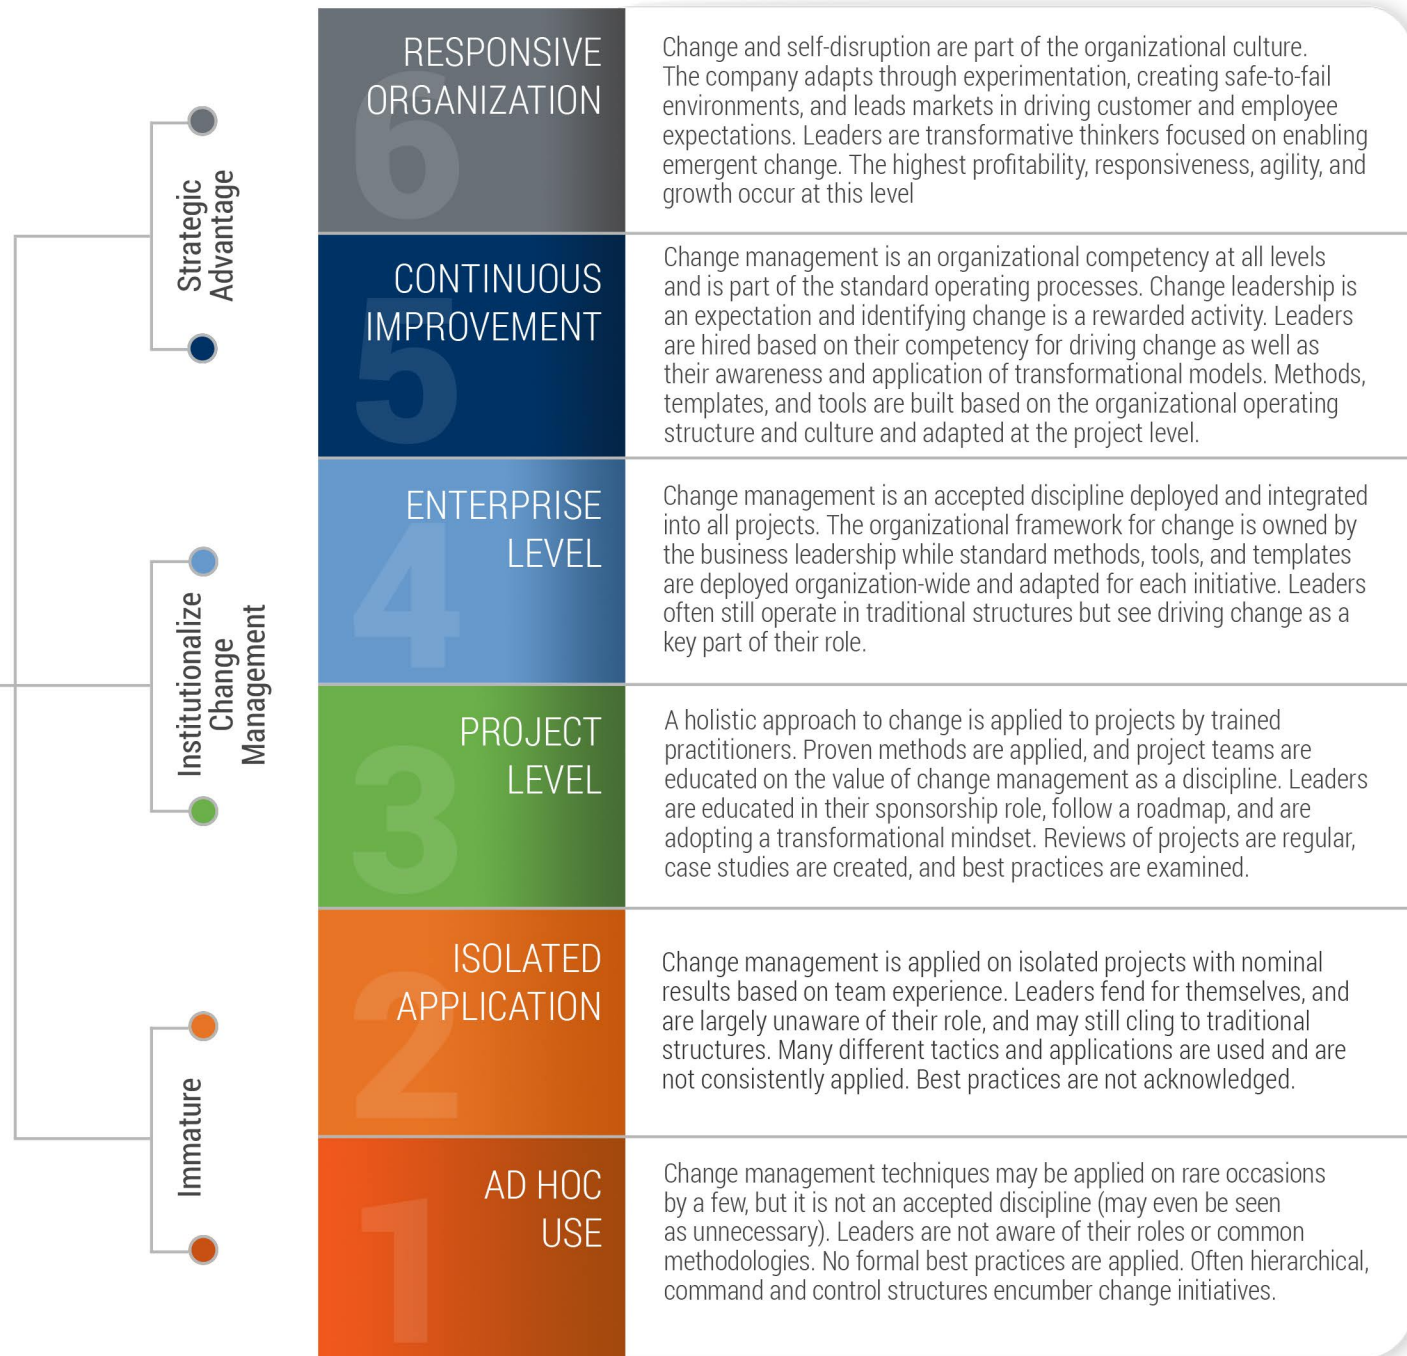 Strategic
Advantage
6
RESPONSIVE
ORGANIZATION
Change and self-disruption are part of the organizational culture.
The company adapts through experimentation, creating safe-to-fail
environments, and leads markets in driving customer and employee
expectations. Leaders are transformative thinkers focused on enabling
emergent change. The highest profitability, responsiveness, agility, and
growth occur at this level
5
CONTINUOUS
IMPROVEMENT
Change management is an organizational competency at all levels
and is part of the standard operating processes. Change leadership is
an expectation and identifying change is a rewarded activity. Leaders
are hired based on their competency for driving change as well as
their awareness and application of transformational models. Methods,
templates, and tools are built based on the organizational operating
structure and culture and adapted at the project level.
Institutionalize
Change
Management
4
ENTERPRISE
LEVEL
Change management is an accepted discipline deployed and integrated
into all projects. The organizational framework for change is owned by
the business leadership while standard methods, tools, and templates
are deployed organization-wide and adapted for each initiative. Leaders
often still operate in traditional structures but see driving change as a
key part of their role.
3
PROJECT
LEVEL
A holistic approach to change is applied to projects by trained
practitioners. Proven methods are applied, and project teams are
educated on the value of change management as a discipline. Leaders
are educated in their sponsorship role, follow a roadmap, and are
adopting a transformational mindset. Reviews of projects are regular,
case studies are created, and best practices are examined.
Immature
2
ISOLATED
APPLICATION
Change management is applied on isolated projects with nominal
results based on team experience. Leaders fend for themselves, and
are largely unaware of their role, and may still cling to traditional
structures. Many different tactics and applications are used and are
not consistently applied. Best practices are not acknowledged.
1
AD HOC
USE
Change management techniques may be applied on rare occasions
by a few, but it is not an accepted discipline (may even be seen
as unnecessary). Leaders are not aware of their roles or common
methodologies. No formal best practices are applied. Often hierarchical,
command and control structures encumber change initiatives.